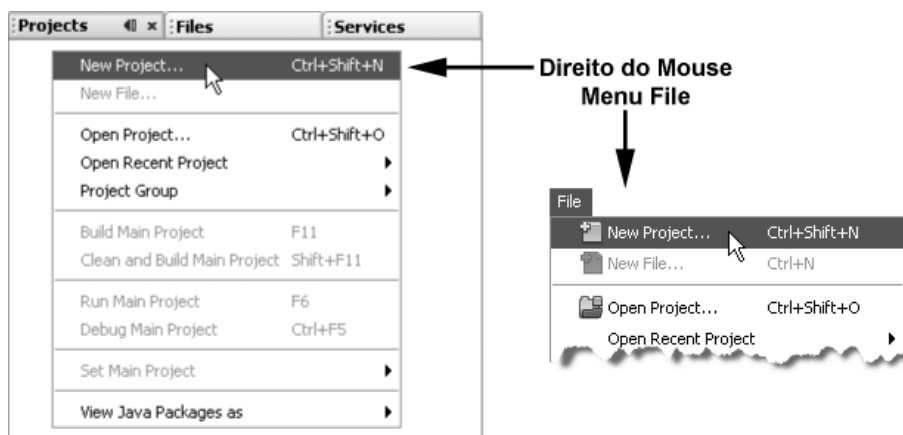 Projects Files Services
New Project... Ctrl+Shift+N
New File...
Open Project... Ctrl+Shift+O
Open Recent Project
Project Group
Build Main Project F11
Clean and Build Main Project Shift+F11
Run Main Project F6
Debug Main Project Ctrl+F5
Set Main Project
View Java Packages as
Direito do Mouse
Menu File
File
New Project... Ctrl+Shift+N
New File... Ctrl+N
Open Project... Ctrl+Shift+O
Open Recent Project